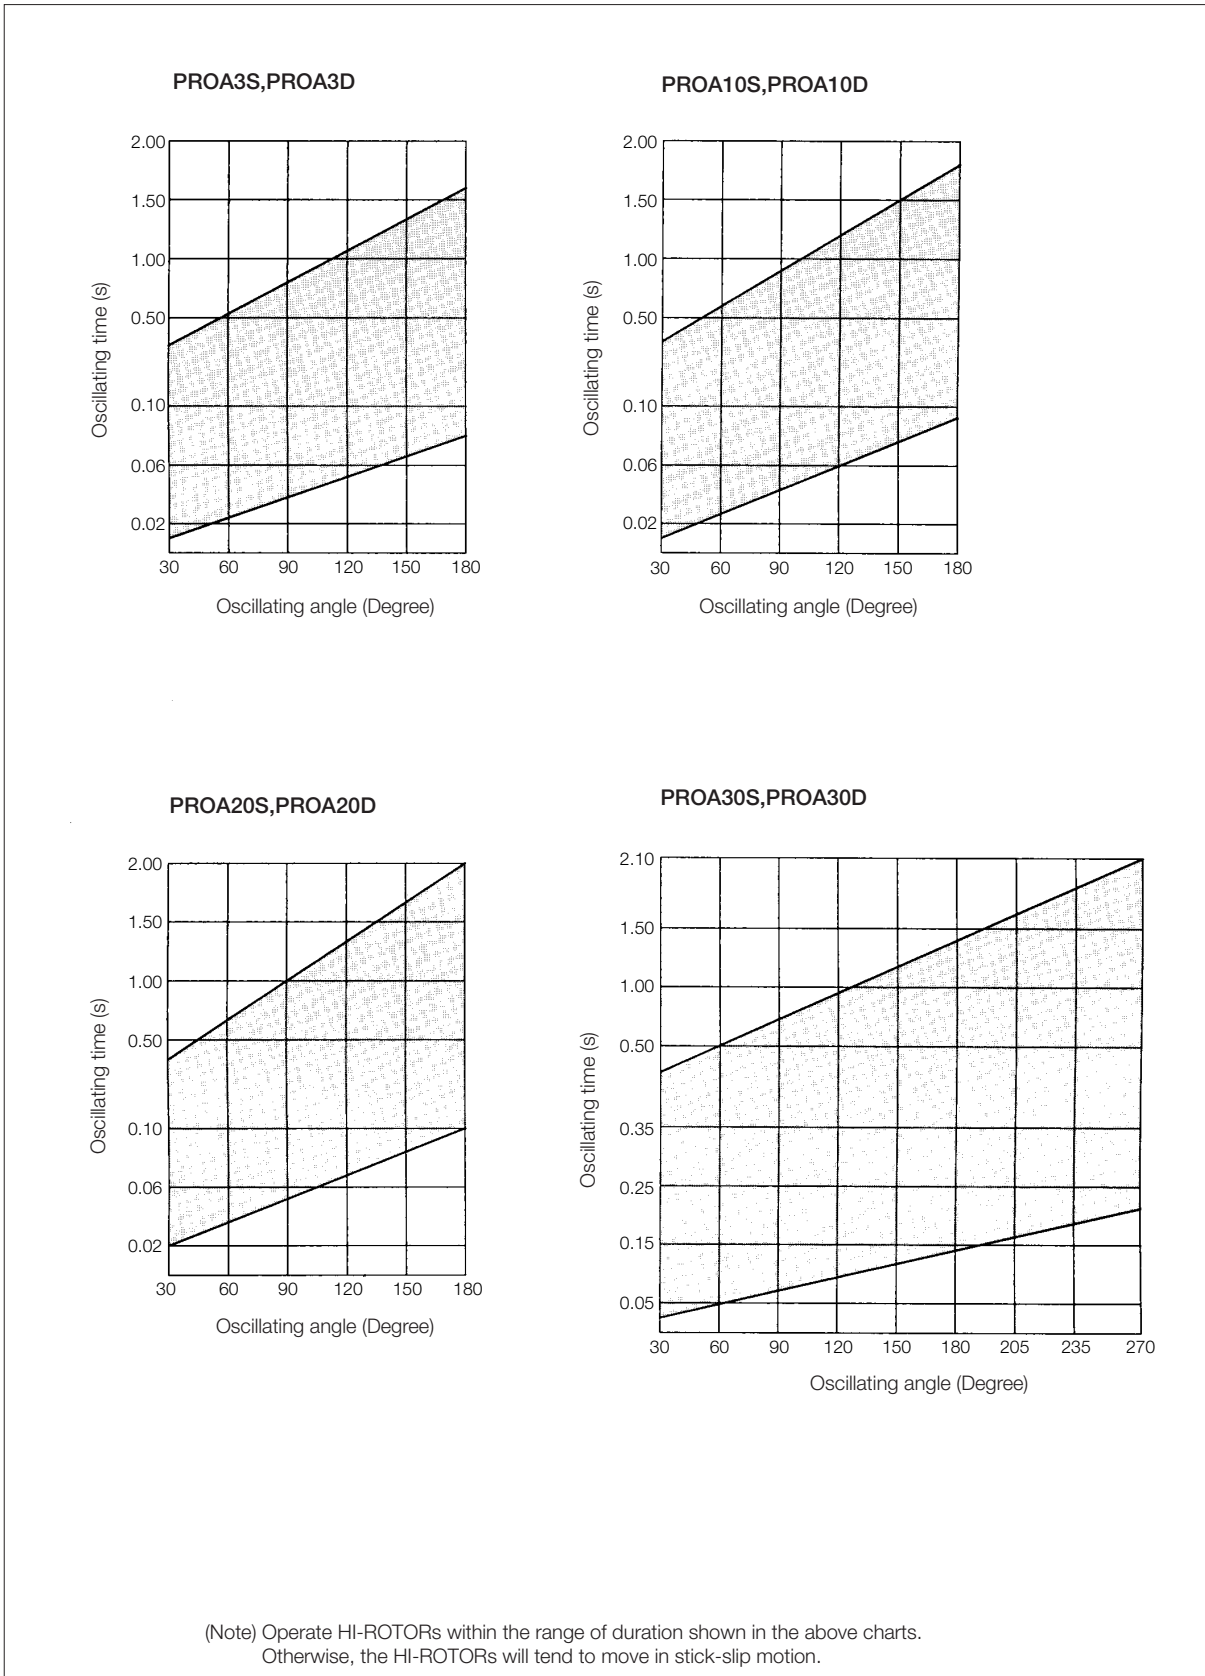 PROA3S,PROA3D
2.00
1.50
1.00
0.50
0.10
0.06
0.02
Oscillating time (s)
30 60 90 120 150 180
Oscillating angle (Degree)
PROA10S,PROA10D
2.00
1.50
1.00
0.50
0.10
0.06
0.02
Oscillating time (s)
30 60 90 120 150 180
Oscillating angle (Degree)
PROA20S,PROA20D
2.00
1.50
1.00
0.50
0.10
0.06
0.02
Oscillating time (s)
30 60 90 120 150 180
Oscillating angle (Degree)
PROA30S,PROA30D
2.10
1.50
1.00
0.50
0.35
0.25
0.15
0.05
Oscillating time (s)
30 60 90 120 150 180 205 235 270
Oscillating angle (Degree)
(Note) Operate HI-ROTORs within the range of duration shown in the above charts.
Otherwise, the HI-ROTORs will tend to move in stick-slip motion.